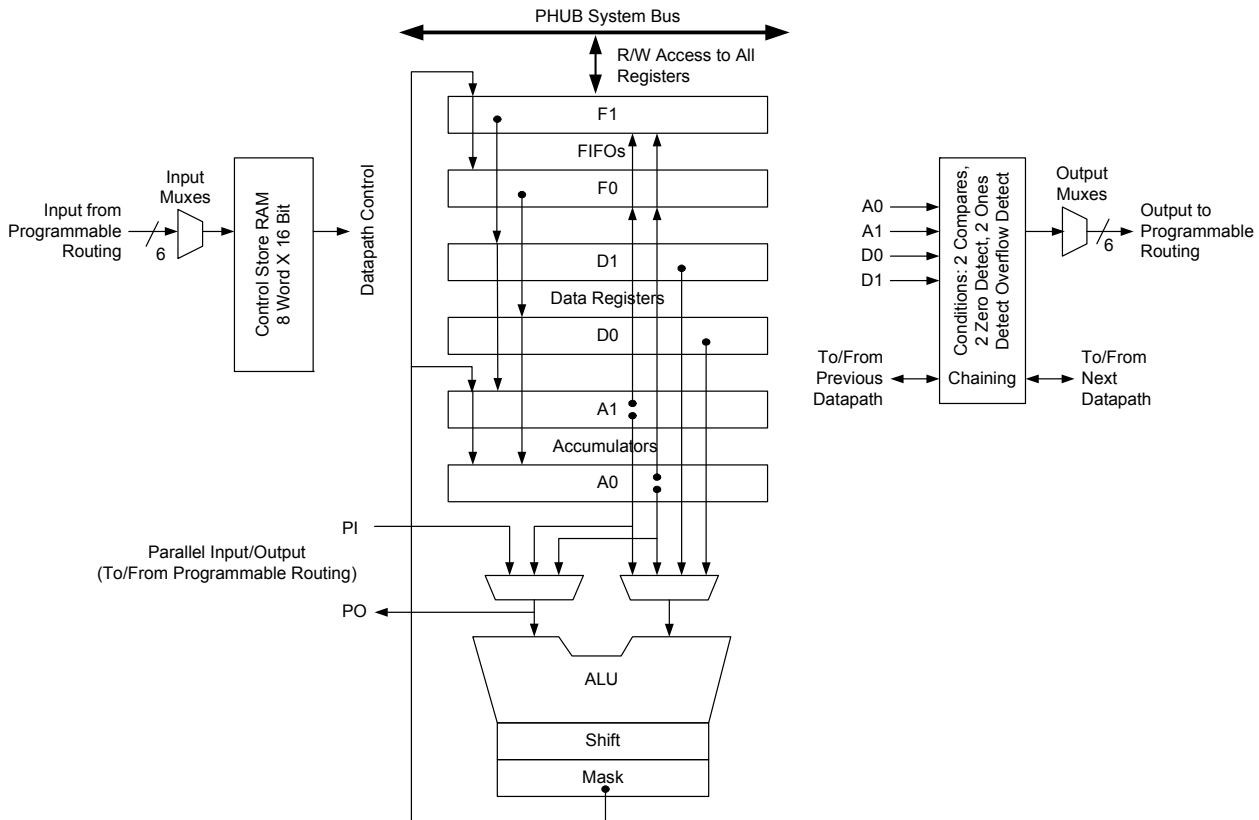 PHUB System Bus
R/W Access to All
Registers
F1
FIFOs
F0
D1
Data Registers
D0
A1
Accumulators
A0
Input from
Programmable
Routing
6
Input
Muxes
Control Store RAM
8 Word X 16 Bit
Datapath Control
PI
Parallel Input/Output
(To/From Programmable Routing)
PO
ALU
Shift
Mask
A0
A1
D0
D1
Conditions: 2 Compares,
2 Zero Detect, 2 Ones
Detect Overflow Detect
Chaining
To/From
Previous
Datapath
To/From
Next
Datapath
Output
Muxes
6
Output to
Programmable
Routing